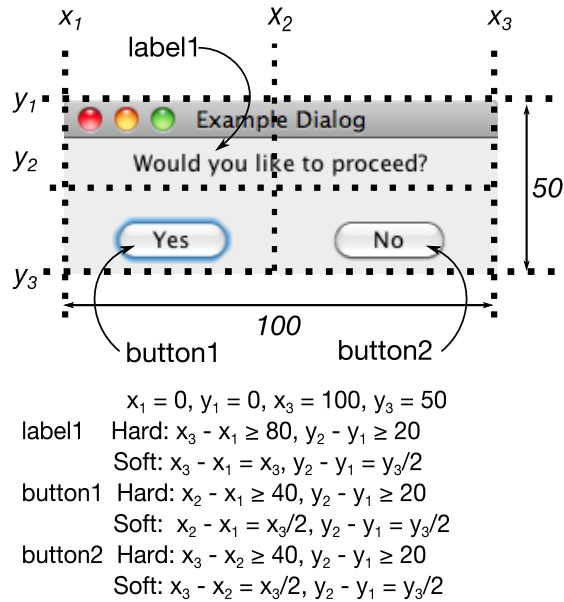 x₁ x₂ x₃
label1
y₁
Example Dialog
y₂
Would you like to proceed?
50
Yes No
y₃
100
button1 button2
x₁ = 0, y₁ = 0, x₃ = 100, y₃ = 50
label1 Hard: x₃ - x₁ ≥ 80, y₂ - y₁ ≥ 20
Soft: x₃ - x₁ = x₃, y₂ - y₁ = y₃/2
button1 Hard: x₂ - x₁ ≥ 40, y₂ - y₁ ≥ 20
Soft: x₂ - x₁ = x₃/2, y₂ - y₁ = y₃/2
button2 Hard: x₃ - x₂ ≥ 40, y₂ - y₁ ≥ 20
Soft: x₃ - x₂ = x₃/2, y₂ - y₁ = y₃/2